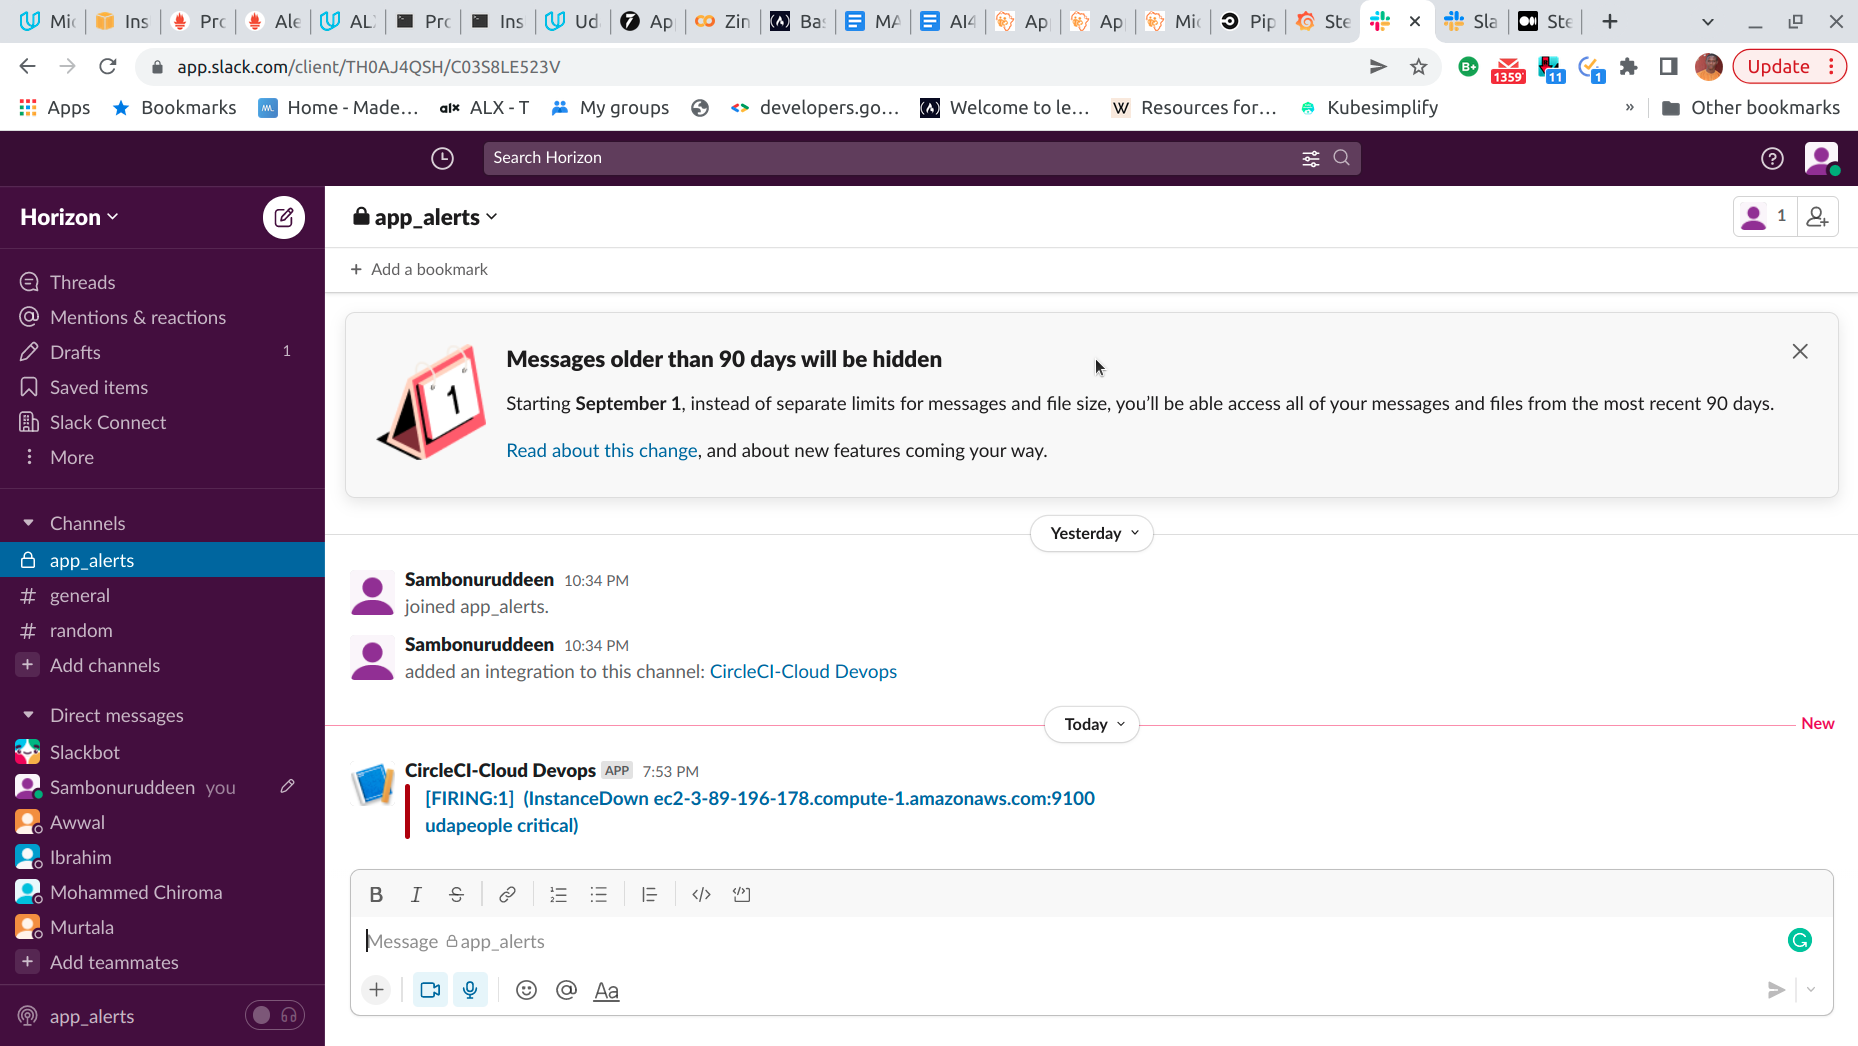 Mic
Ins
Pro
Ale
ALX
Pro
Ins
Ud
App
Zin
Bas
MA
AI4
App
App
Mic
Pip
Ste
Sla
Ste
app.slack.com/client/TH0AJ4QSH/C03S8LE523V
B+
1359
11
1
Update
Apps
Bookmarks
Home - Made...
alx ALX - T
My groups
developers.go...
Welcome to le...
W Resources for...
Kubesimplify
»
Other bookmarks
Search Horizon
Horizon
Threads
Mentions & reactions
Drafts 1
Saved items
Slack Connect
More
Channels
app_alerts
general
random
Add channels
Direct messages
Slackbot
Sambonuruddeen you
Awwal
Ibrahim
Mohammed Chiroma
Murtala
Add teammates
app_alerts
app_alerts
1
+ Add a bookmark
1
Messages older than 90 days will be hidden
Starting September 1, instead of separate limits for messages and file size, you'll be able access all of your messages and files from the most recent 90 days.
Read about this change, and about new features coming your way.
Yesterday
Sambonuruddeen 10:34 PM
joined app_alerts.
Sambonuruddeen 10:34 PM
added an integration to this channel: CircleCI-Cloud Devops
Today
New
CircleCI-Cloud Devops APP 7:53 PM
[FIRING:1] (InstanceDown ec2-3-89-196-178.compute-1.amazonaws.com:9100
udapeople critical)
B I S
Message app_alerts
Aa